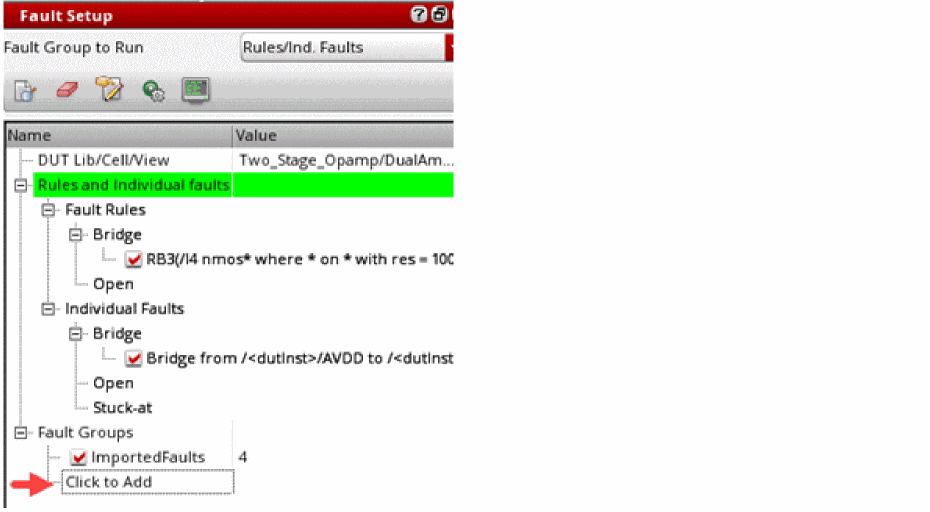 Fault Setup
Fault Group to Run Rules/Ind. Faults
Name Value
DUT Lib/Cell/View Two_Stage_Opamp/DualAm...
Rules and Individual faults
Fault Rules
Bridge
RB3(/I4 nmos* where * on * with res = 100
Open
Individual Faults
Bridge
Bridge from /<dutInst>/AVDD to /<dutInst
Open
Stuck-at
Fault Groups
ImportedFaults 4
Click to Add